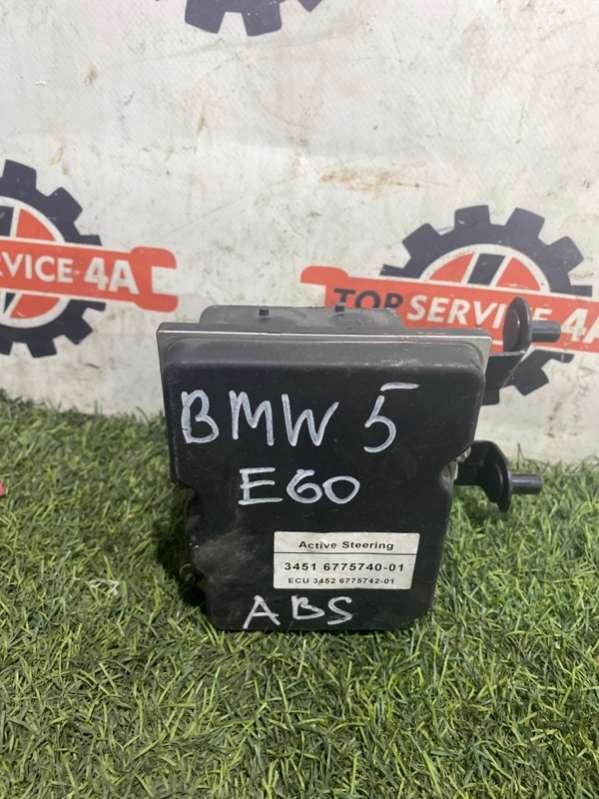 SERVICE-4A
TOP SERVICE 4A
BMW 5
E60
Active Steering
3451 6775740-01
ECU 3452 6775742-01
ABS